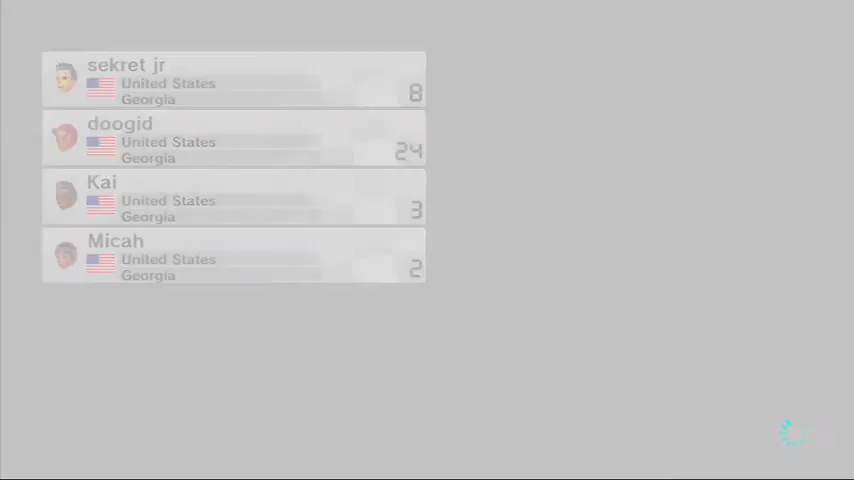 sekret jr
United States
Georgia
8
doogid
United States
Georgia
24
Kai
United States
Georgia
3
Micah
United States
Georgia
2